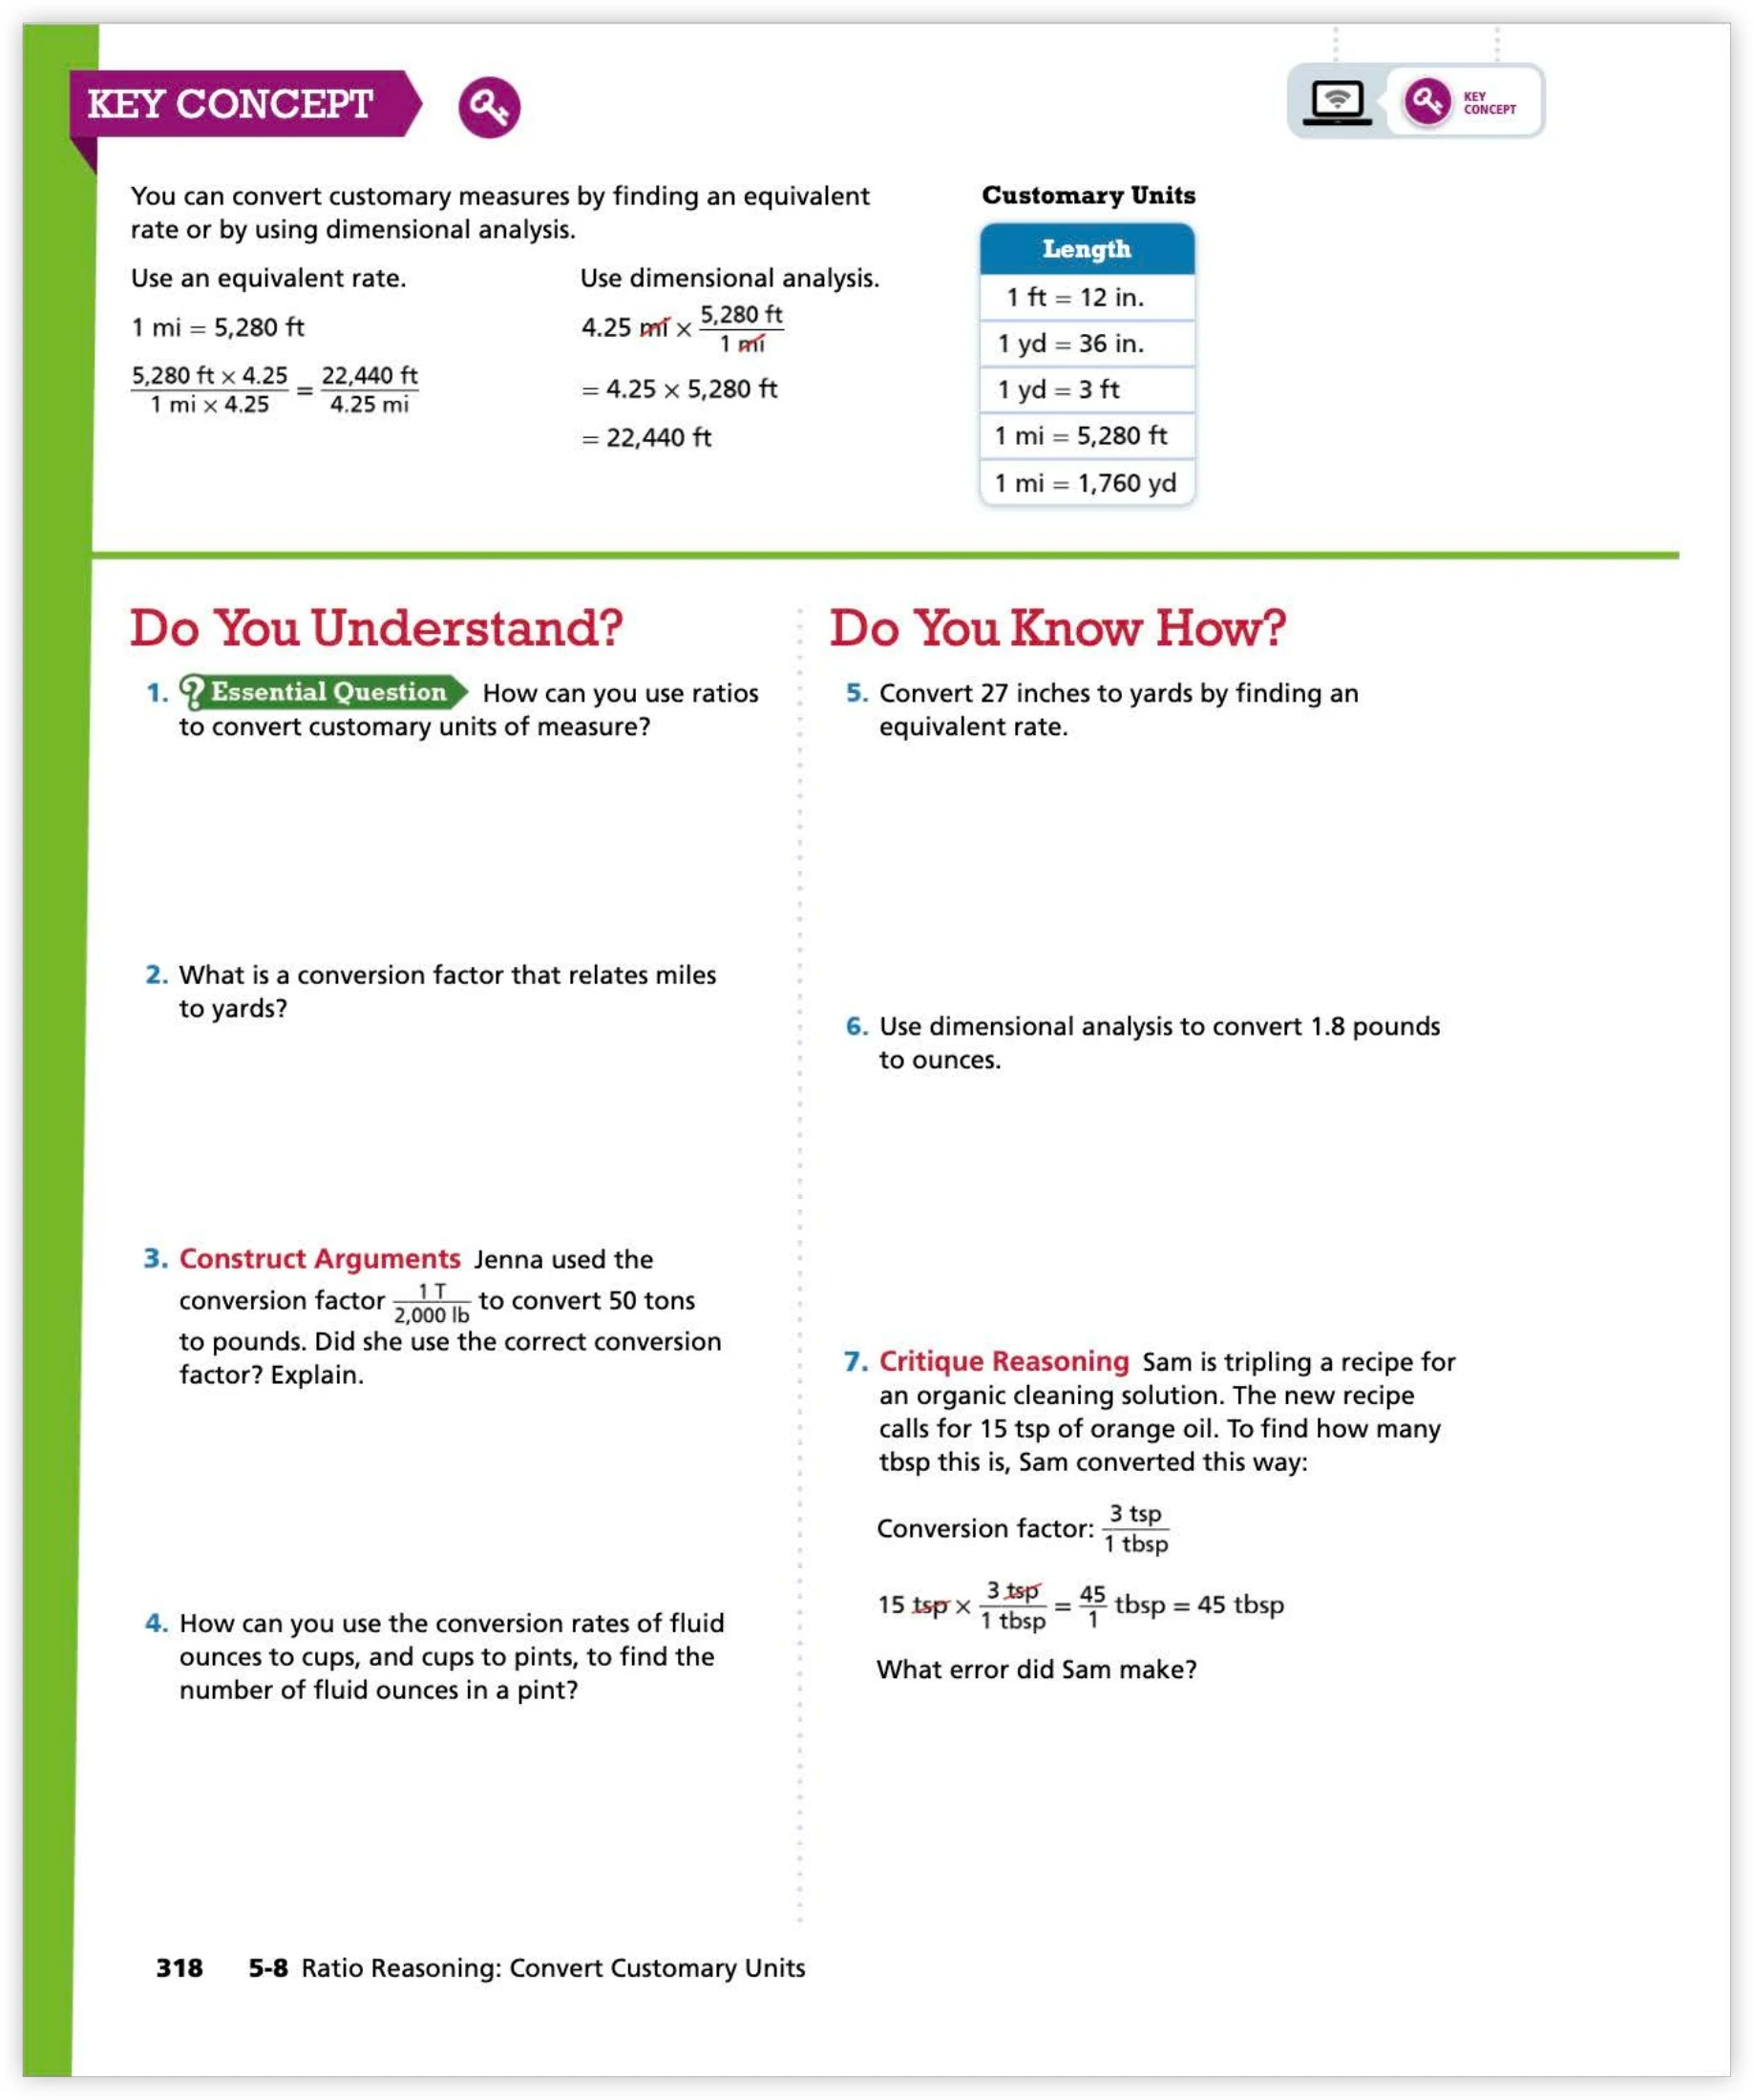 KEY CONCEPT
KEY
CONCEPT
You can convert customary measures by finding an equivalent
rate or by using dimensional analysis.
Use an equivalent rate.
1 mi = 5,280 ft
5,280 ft × 4.25 / 1 mi × 4.25 = 22,440 ft / 4.25 mi
Use dimensional analysis.
4.25 mi × 5,280 ft / 1 mi
= 4.25 × 5,280 ft
= 22,440 ft
Customary Units
Length
1 ft = 12 in.
1 yd = 36 in.
1 yd = 3 ft
1 mi = 5,280 ft
1 mi = 1,760 yd
Do You Understand?
1. ? Essential Question How can you use ratios
to convert customary units of measure?
2. What is a conversion factor that relates miles
to yards?
3. Construct Arguments Jenna used the
conversion factor 1 T / 2,000 lb to convert 50 tons
to pounds. Did she use the correct conversion
factor? Explain.
4. How can you use the conversion rates of fluid
ounces to cups, and cups to pints, to find the
number of fluid ounces in a pint?
Do You Know How?
5. Convert 27 inches to yards by finding an
equivalent rate.
6. Use dimensional analysis to convert 1.8 pounds
to ounces.
7. Critique Reasoning Sam is tripling a recipe for
an organic cleaning solution. The new recipe
calls for 15 tsp of orange oil. To find how many
tbsp this is, Sam converted this way:
Conversion factor: 3 tsp / 1 tbsp
15 tsp × 3 tsp / 1 tbsp = 45 / 1 tbsp = 45 tbsp
What error did Sam make?
318 5-8 Ratio Reasoning: Convert Customary Units